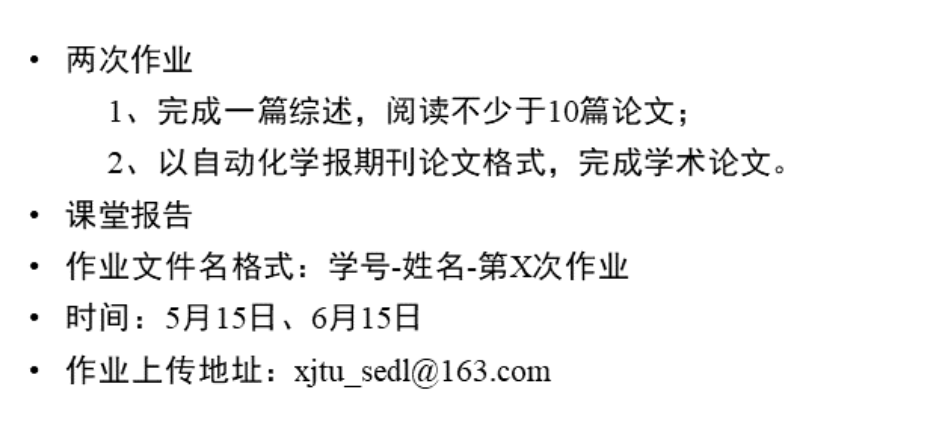 • 两次作业
1、完成一篇综述，阅读不少于10篇论文；
2、以自动化学报期刊论文格式，完成学术论文。
• 课堂报告
• 作业文件名格式：学号-姓名-第X次作业
• 时间：5月15日、6月15日
• 作业上传地址：xjtu_sedl@163.com